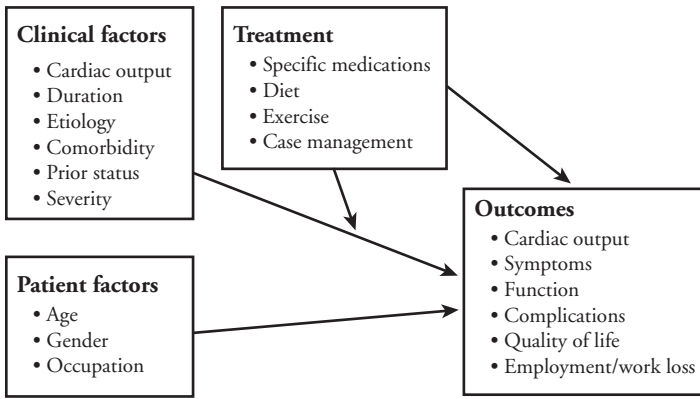 Clinical factors
• Cardiac output
• Duration
• Etiology
• Comorbidity
• Prior status
• Severity
Treatment
• Specific medications
• Diet
• Exercise
• Case management
Patient factors
• Age
• Gender
• Occupation
Outcomes
• Cardiac output
• Symptoms
• Function
• Complications
• Quality of life
• Employment/work loss